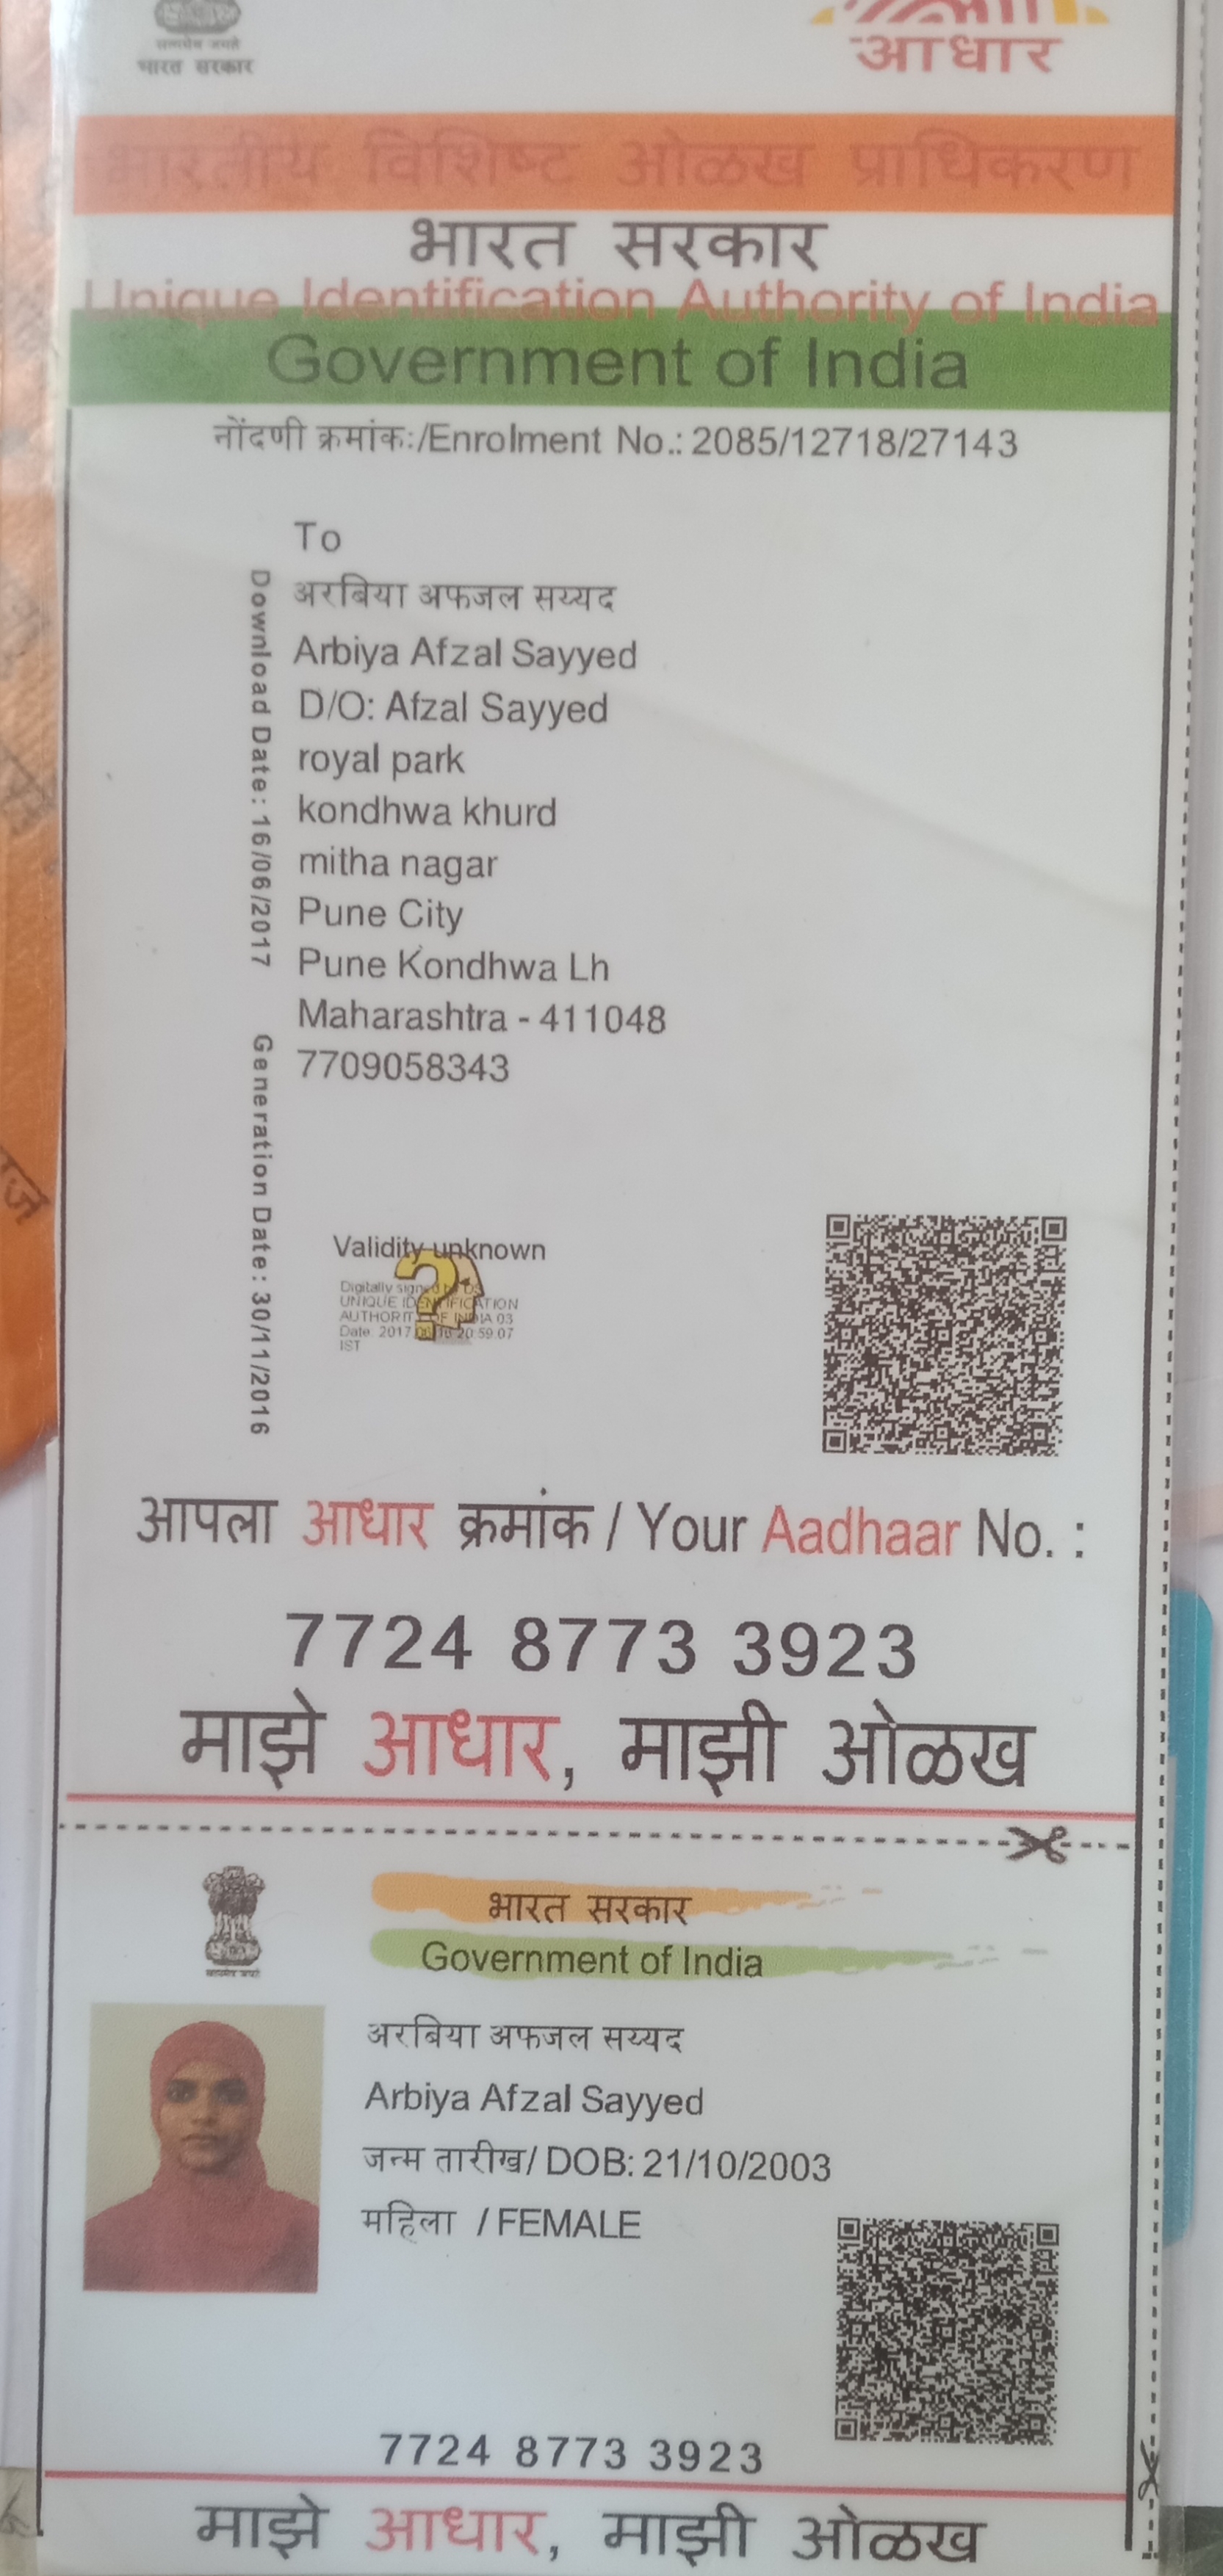 सत्यमेव जयते
भारत सरकार
आधार
भारतीय विशिष्ट ओळख प्राधिकरण
भारत सरकार
Unique Identification Authority of India
Government of India
नोंदणी क्रमांक:/Enrolment No.: 2085/12718/27143
To
अरबिया अफजल सय्यद
Arbiya Afzal Sayyed
D/O: Afzal Sayyed
royal park
kondhwa khurd
mitha nagar
Pune City
Pune Kondhwa Lh
Maharashtra - 411048
7709058343
Download Date: 16/06/2017 Generation Date: 30/11/2016
Validity unknown
Digitally signed by DS
UNIQUE IDENTIFICATION
AUTHORITY OF INDIA 03
Date: 2017 20:59:07
IST
आपला आधार क्रमांक / Your Aadhaar No. :
7724 8773 3923
माझे आधार, माझी ओळख
भारत सरकार
Government of India
अरबिया अफजल सय्यद
Arbiya Afzal Sayyed
जन्म तारीख/ DOB: 21/10/2003
महिला / FEMALE
7724 8773 3923
माझे आधार, माझी ओळख